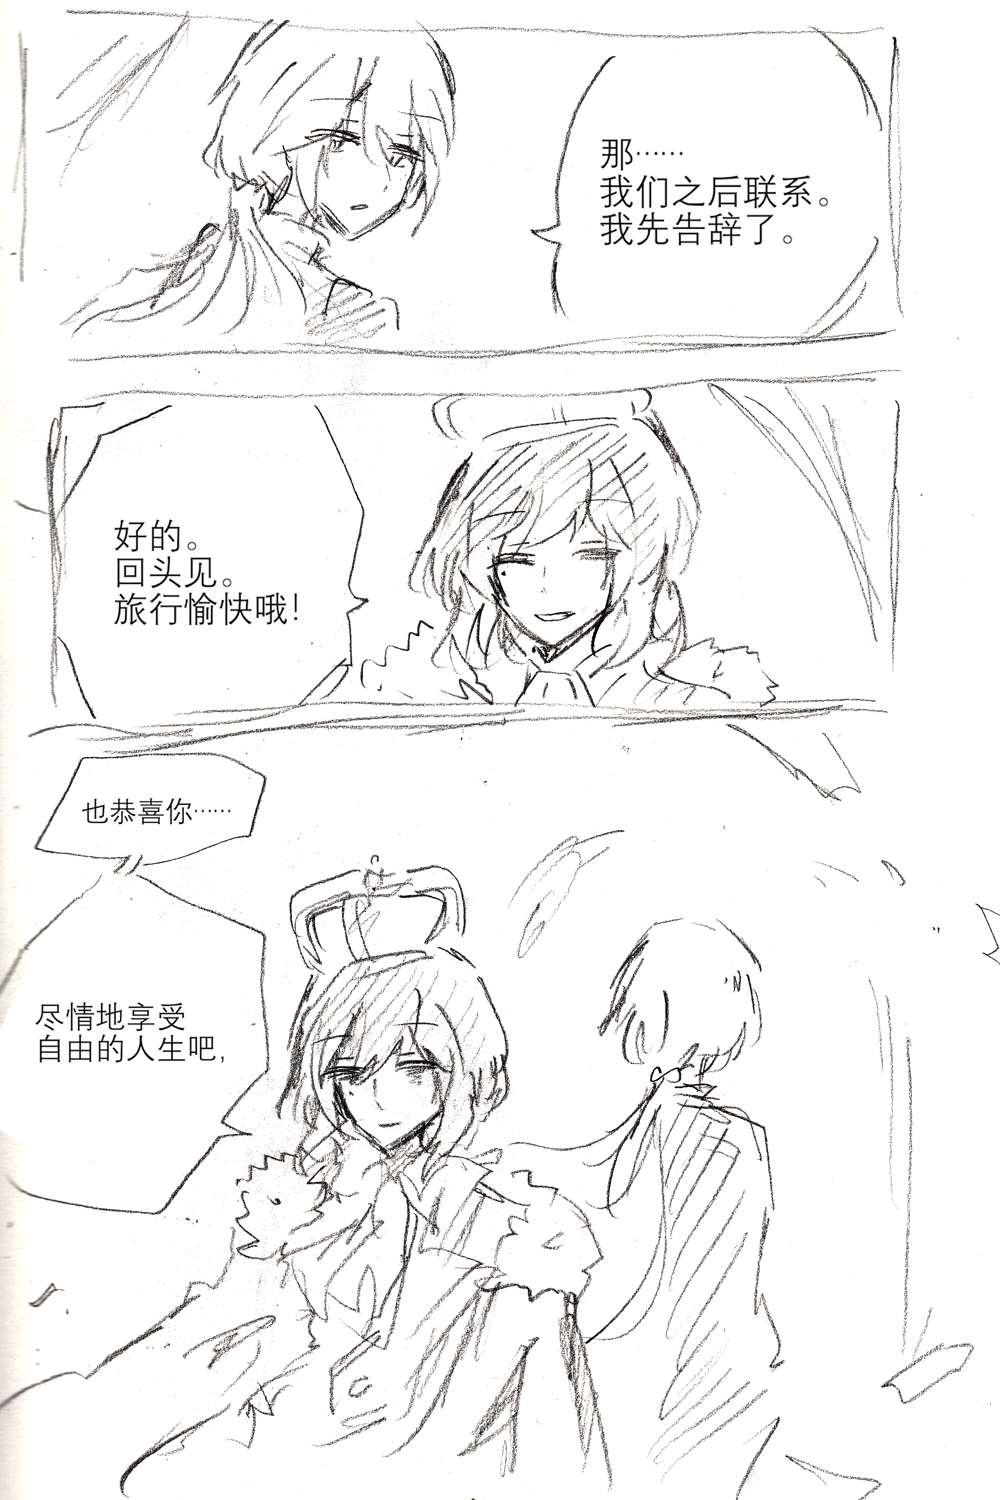 那……
我们之后联系。
我先告辞了。
好的。
回头见。
旅行愉快哦！
也恭喜你……
尽情地享受
自由的人生吧，